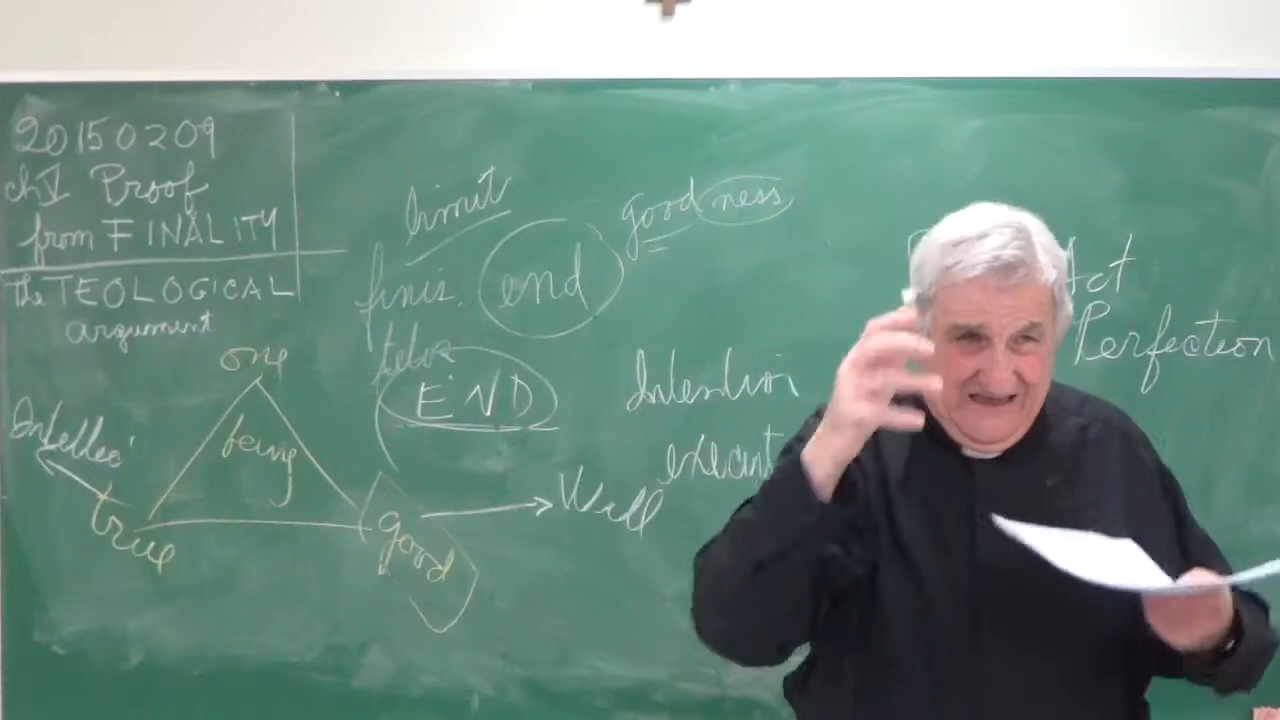 20150209
ch V Proof
from FINALITY
the TEOLOGICAL
argument
limit
goodness
finis. end
telos
END
Act
Perfection
Intention
one
being
true
good
Will